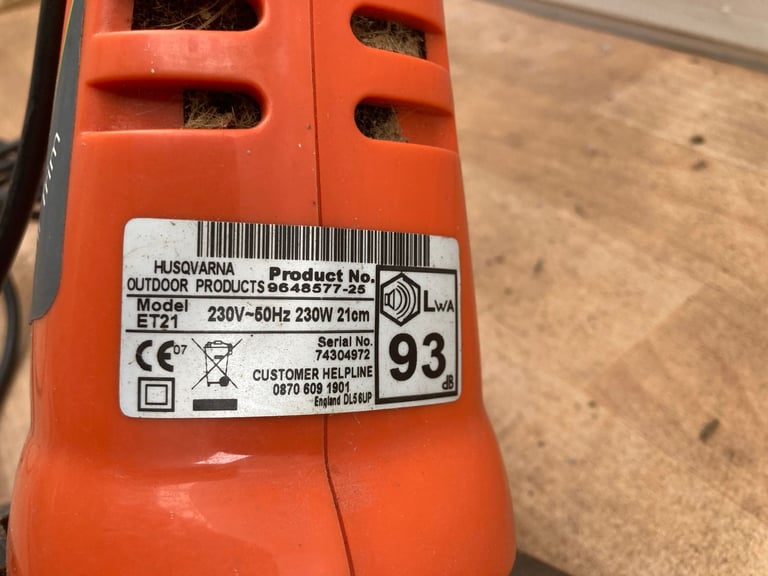 HUSQVARNA
OUTDOOR PRODUCTS
Product No.
9648577-25
Model
ET21
230V~50Hz 230W 21cm
LWA
93
dB
CE 07
Serial No.
74304972
CUSTOMER HELPLINE
0870 609 1901
England DL5 6UP